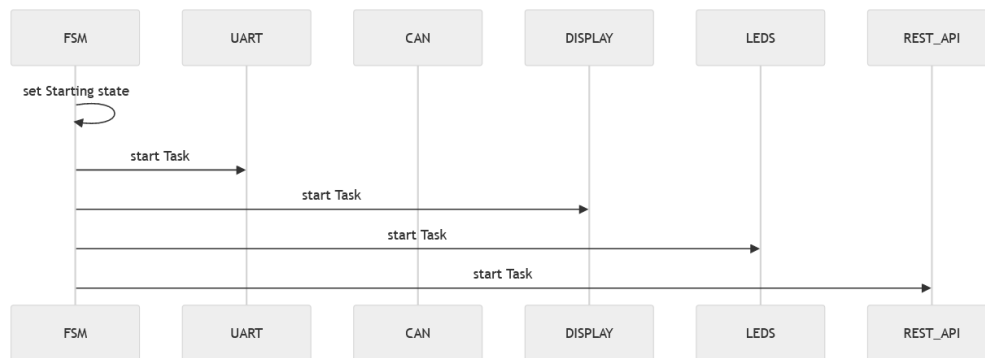 FSM UART CAN DISPLAY LEDS REST_API
set Starting state
start Task
start Task
start Task
start Task
FSM UART CAN DISPLAY LEDS REST_API